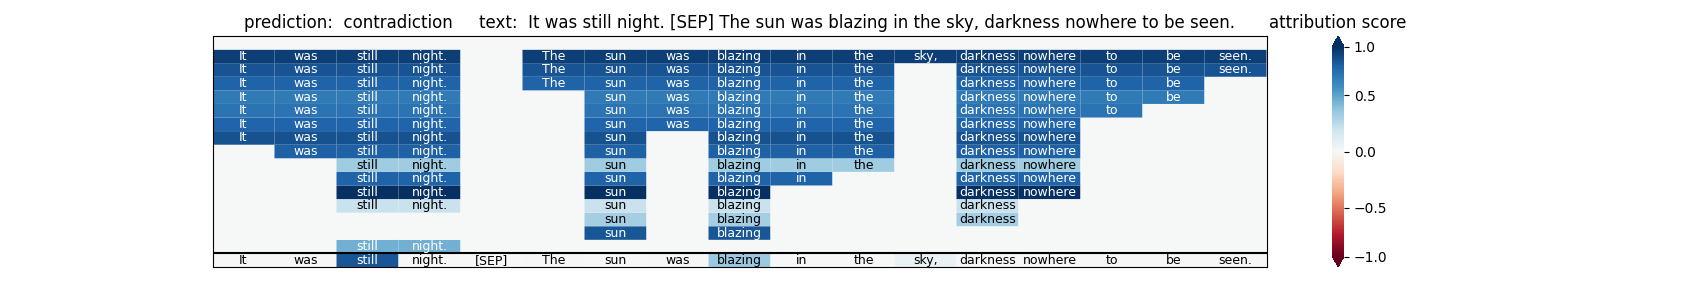 prediction: contradiction text: It was still night. [SEP] The sun was blazing in the sky, darkness nowhere to be seen. attribution score
It was still night. The sun was blazing in the sky, darkness nowhere to be seen. 1.0
It was still night. The sun was blazing in the darkness nowhere to be seen.
It was still night. The sun was blazing in the darkness nowhere to be
It was still night. sun was blazing in the darkness nowhere to be 0.5
It was still night. sun was blazing in the darkness nowhere to
It was still night. sun was blazing in the darkness nowhere
It was still night. sun blazing in the darkness nowhere
was still night. sun blazing in the darkness nowhere 0.0
still night. sun blazing in the darkness nowhere
still night. sun blazing in darkness nowhere
still night. sun blazing darkness nowhere
still night. sun blazing darkness −0.5
sun blazing darkness
sun blazing
still night.
It was still night. [SEP] The sun was blazing in the sky, darkness nowhere to be seen. −1.0